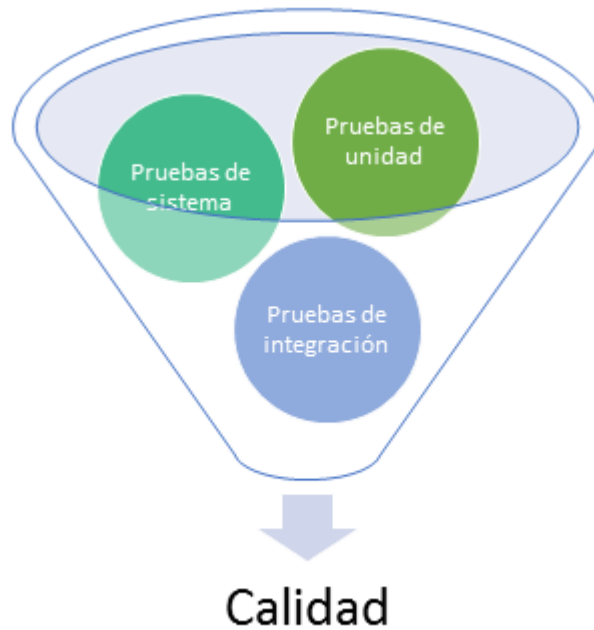 Pruebas de
unidad
Pruebas de
sistema
Pruebas de
integración
Calidad